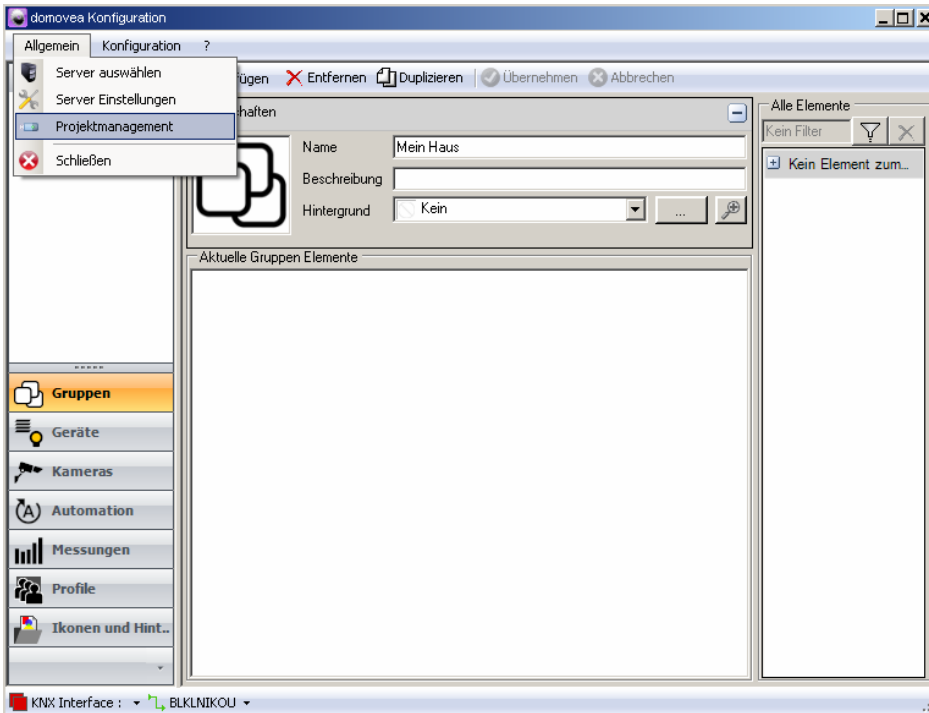 domovea Konfiguration
Allgemein Konfiguration ?
Server auswählen
Server Einstellungen
Projektmanagement
Schließen
ügen Entfernen Duplizieren Übernehmen Abbrechen
haften
Name Mein Haus
Beschreibung
Hintergrund Kein ...
Aktuelle Gruppen Elemente
Alle Elemente
Kein Filter
Kein Element zum...
Gruppen
Geräte
Kameras
Automation
Messungen
Profile
Ikonen und Hint..
KNX Interface : BLKLNIKOU